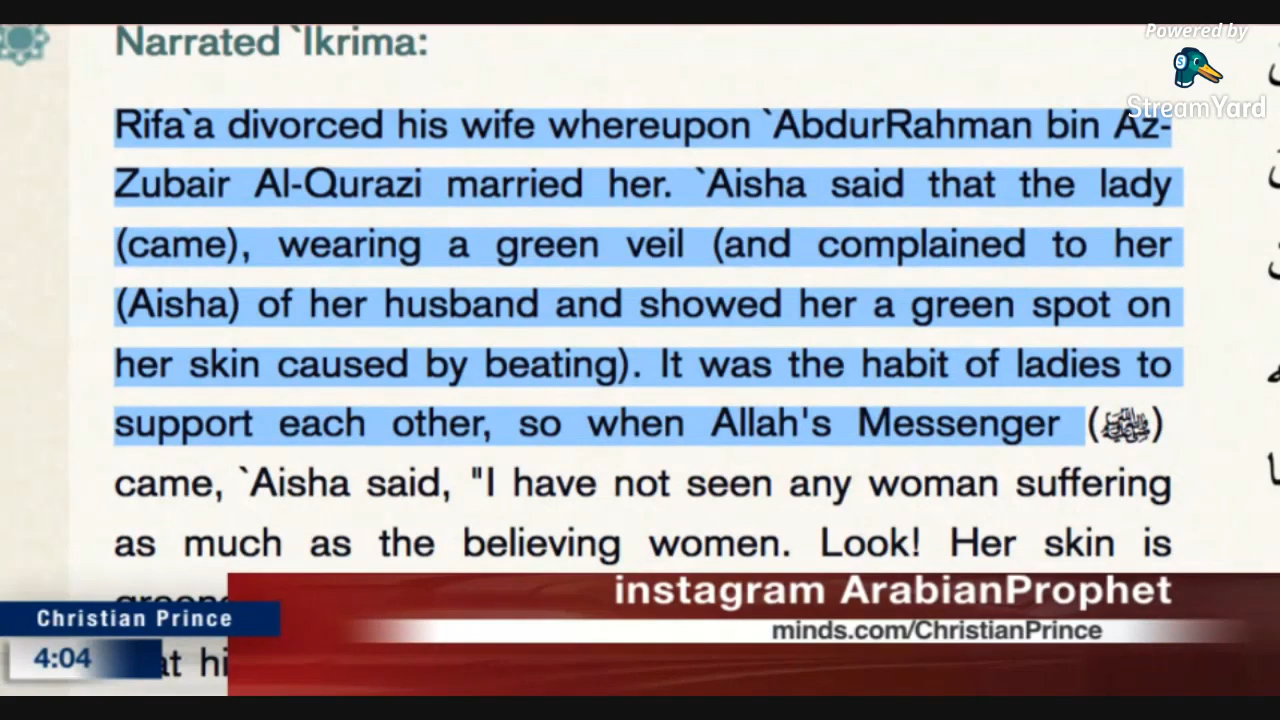 Powered by
StreamYard
Narrated `Ikrima:
Rifa`a divorced his wife whereupon `AbdurRahman bin Az-
Zubair Al-Qurazi married her. `Aisha said that the lady
(came), wearing a green veil (and complained to her
(Aisha) of her husband and showed her a green spot on
her skin caused by beating). It was the habit of ladies to
support each other, so when Allah's Messenger (ﷺ)
came, `Aisha said, "I have not seen any woman suffering
as much as the believing women. Look! Her skin is
instagram ArabianProphet
Christian Prince
minds.com/ChristianPrince
4:04